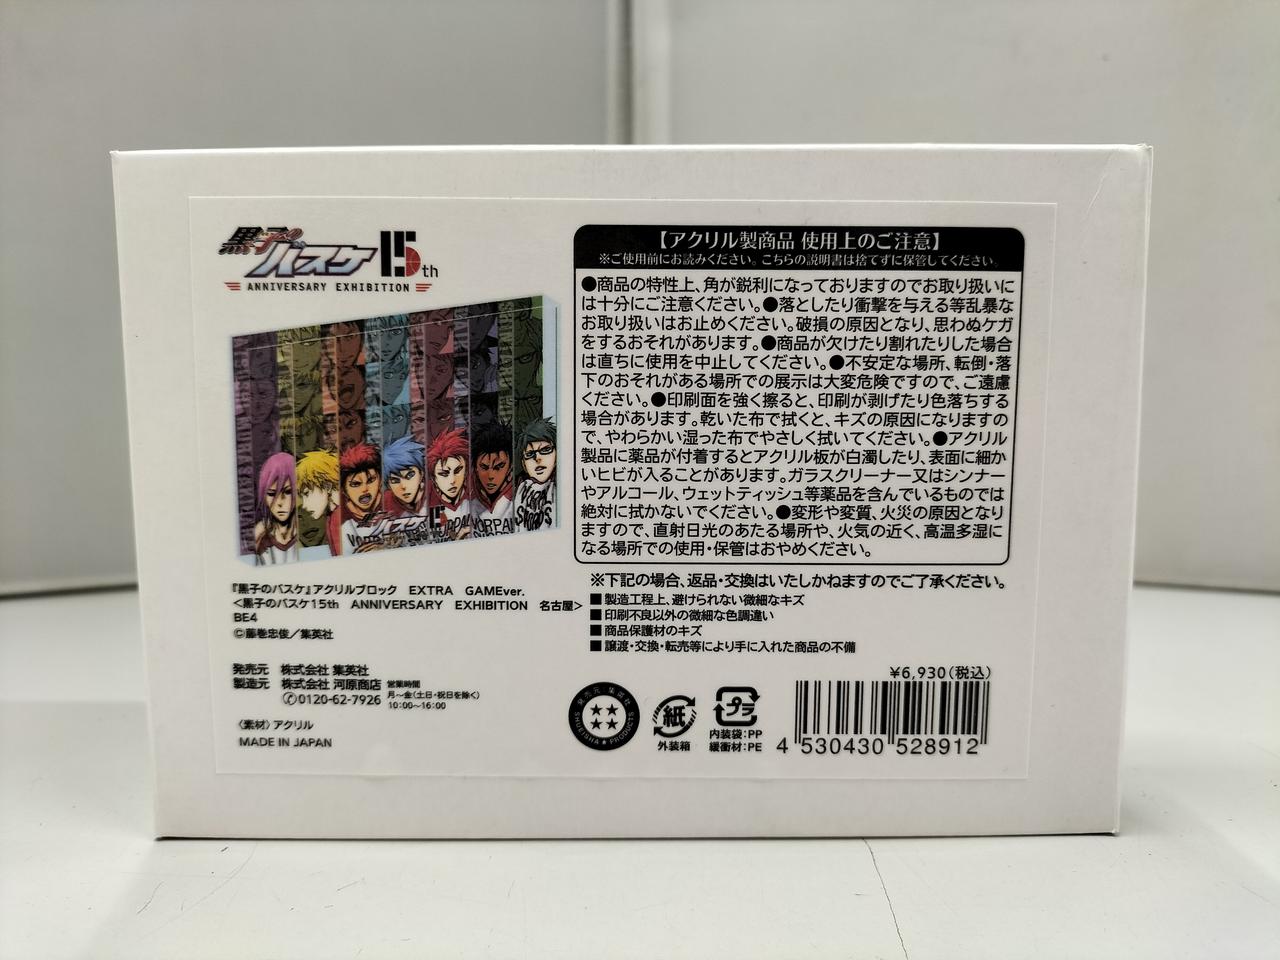 黒子の
バスケ 15th
ANNIVERSARY EXHIBITION
『黒子のバスケ』アクリルブロック EXTRA GAMEver.
<黒子のバスケ15th ANNIVERSARY EXHIBITION 名古屋>
BE4
©藤巻忠俊/集英社
発売元 株式会社 集英社
製造元 株式会社 河原商店 営業時間
0120-62-7926 月~金(土日・祝日を除く)
10:00~16:00
〈素材〉アクリル
MADE IN JAPAN
【アクリル製商品 使用上のご注意】
※ご使用前にお読みください。こちらの説明書は捨てずに保管してください。
●商品の特性上、角が鋭利になっておりますのでお取り扱いに
は十分にご注意ください。●落としたり衝撃を与える等乱暴な
お取り扱いはお止めください。破損の原因となり、思わぬケガ
をするおそれがあります。●商品が欠けたり割れたりした場合
は直ちに使用を中止してください。●不安定な場所、転倒・落
下のおそれがある場所での展示は大変危険ですので、ご遠慮
ください。●印刷面を強く擦ると、印刷が剥げたり色落ちする
場合があります。乾いた布で拭くと、キズの原因になりますの
で、やわらかい湿った布でやさしく拭いてください。●アクリル
製品に薬品が付着するとアクリル板が白濁したり、表面に細か
いヒビが入ることがあります。ガラスクリーナー又はシンナー
やアルコール、ウェットティッシュ等薬品を含んでいるものでは
絶対に拭かないでください。●変形や変質、火災の原因となり
ますので、直射日光のあたる場所や、火気の近く、高温多湿に
なる場所での使用・保管はおやめください。
※下記の場合、返品・交換はいたしかねますのでご了承ください。
■製造工程上、避けられない微細なキズ
■印刷不良以外の微細な色調違い
■商品保護材のキズ
■譲渡・交換・転売等により手に入れた商品の不備
¥6,930(税込)
発売元:集英社
SHUEISHA PRODUCTS
紙
外装箱
プラ
内装袋:PP
緩衝材:PE
4 530430 528912